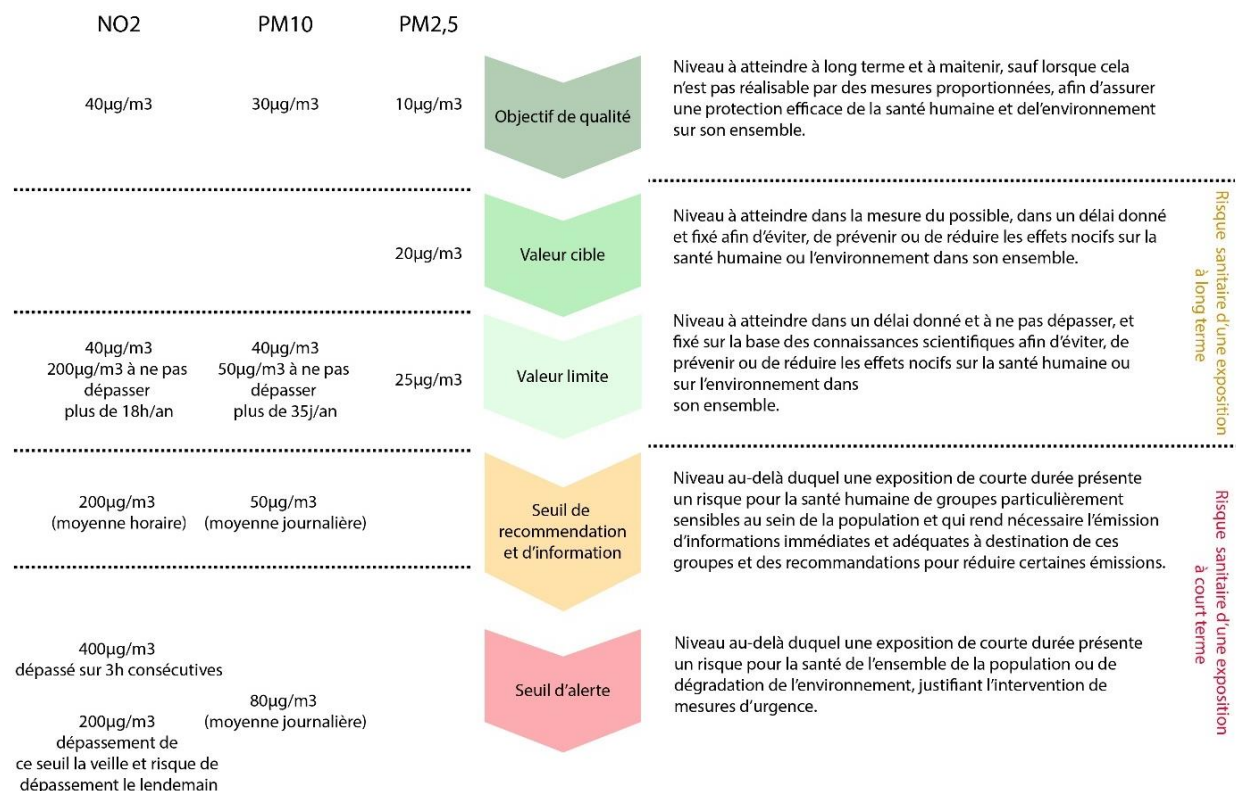 NO2
PM10
PM2,5
40µg/m3
30µg/m3
10µg/m3
Objectif de qualité
Niveau à atteindre à long terme et à maitenir, sauf lorsque cela
n’est pas réalisable par des mesures proportionnées, afin d’assurer
une protection efficace de la santé humaine et del’environnement
sur son ensemble.
20µg/m3
Valeur cible
Niveau à atteindre dans la mesure du possible, dans un délai donné
et fixé afin d’éviter, de prévenir ou de réduire les effets nocifs sur la
santé humaine ou l’environnement dans son ensemble.
40µg/m3
200µg/m3 à ne pas
dépasser
plus de 18h/an
40µg/m3
50µg/m3 à ne pas
dépasser
plus de 35j/an
25µg/m3
Valeur limite
Niveau à atteindre dans un délai donné et à ne pas dépasser, et
fixé sur la base des connaissances scientifiques afin d’éviter, de
prévenir ou de réduire les effets nocifs sur la santé humaine ou
sur l’environnement dans
son ensemble.
Risque sanitaire d’une exposition
à long terme
200µg/m3
(moyenne horaire)
50µg/m3
(moyenne journalière)
Seuil de
recommendation
et d’information
Niveau au-delà duquel une exposition de courte durée présente
un risque pour la santé humaine de groupes particulièrement
sensibles au sein de la population et qui rend nécessaire l’émission
d’informations immédiates et adéquates à destination de ces
groupes et des recommandations pour réduire certaines émissions.
400µg/m3
dépassé sur 3h consécutives
200µg/m3
dépassement de
ce seuil la veille et risque de
dépassement le lendemain
80µg/m3
(moyenne journalière)
Seuil d’alerte
Niveau au-delà duquel une exposition de courte durée présente
un risque pour la santé de l’ensemble de la population ou de
dégradation de l’environnement, justifiant l’intervention de
mesures d’urgence.
Risque sanitaire d’une exposition
à court terme